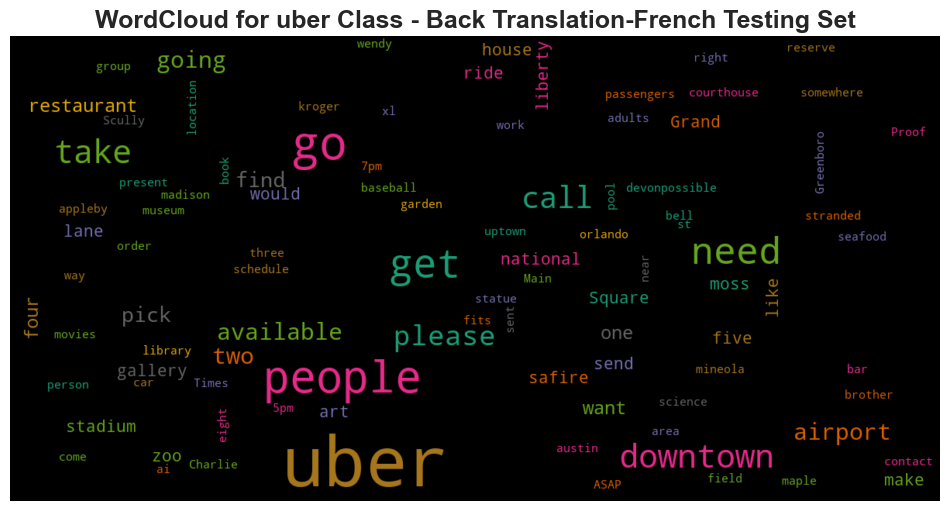 WordCloud for uber Class - Back Translation-French Testing Set
wendy
house
liberty
right
reserve
group
going
ride
restaurant
location
kroger
xl
passengers
courthouse
somewhere
Scully
work
adults
Grand
Proof
take
go
7pm
book
find
present
madison
would
baseball
call
pool
devonpossible
Greenboro
appleby
museum
garden
bell
st
stranded
lane
order
uptown
orlando
need
seafood
three
schedule
get
national
near
way
Main
moss
like
four
pick
statue
Square
available
please
fits
sent
one
five
movies
library
two
send
gallery
car
Times
people
safire
mineola
bar
person
5pm
art
want
science
brother
stadium
eight
area
airport
come
zoo
ai
Charlie
uber
austin
downtown
contact
ASAP
field
maple
make